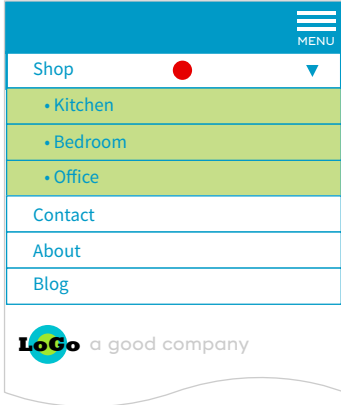 MENU
Shop ▼
• Kitchen
• Bedroom
• Office
Contact
About
Blog
LoGo a good company